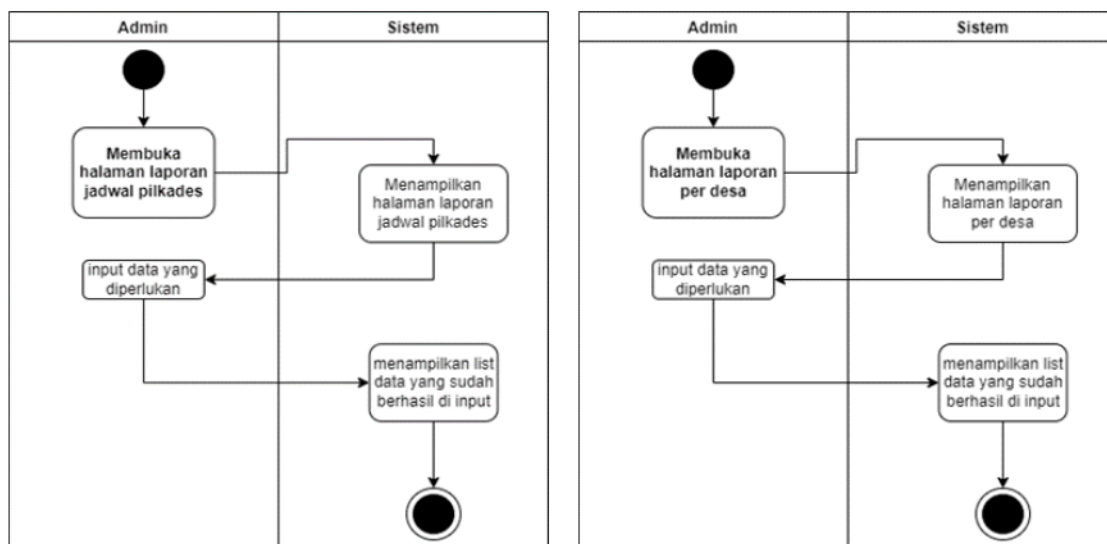 Admin
Sistem
Membuka
halaman laporan
jadwal pilkades
Menampilkan
halaman laporan
jadwal pilkades
input data yang
diperlukan
menampilkan list
data yang sudah
berhasil di input
Admin
Sistem
Membuka
halaman laporan
per desa
Menampilkan
halaman laporan
per desa
input data yang
diperlukan
menampilkan list
data yang sudah
berhasil di input